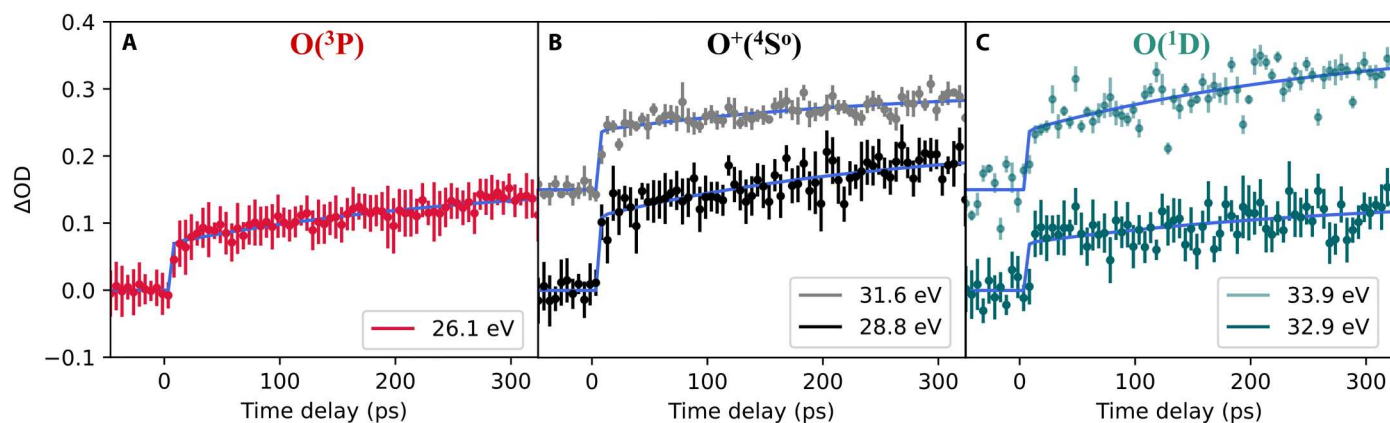 A
O(³P)
B
O⁺(⁴Sᵒ)
C
O(¹D)
ΔOD
0.4
0.3
0.2
0.1
0.0
−0.1
26.1 eV
31.6 eV
28.8 eV
33.9 eV
32.9 eV
0 100 200 300
0 100 200 300
0 100 200 300
Time delay (ps)
Time delay (ps)
Time delay (ps)